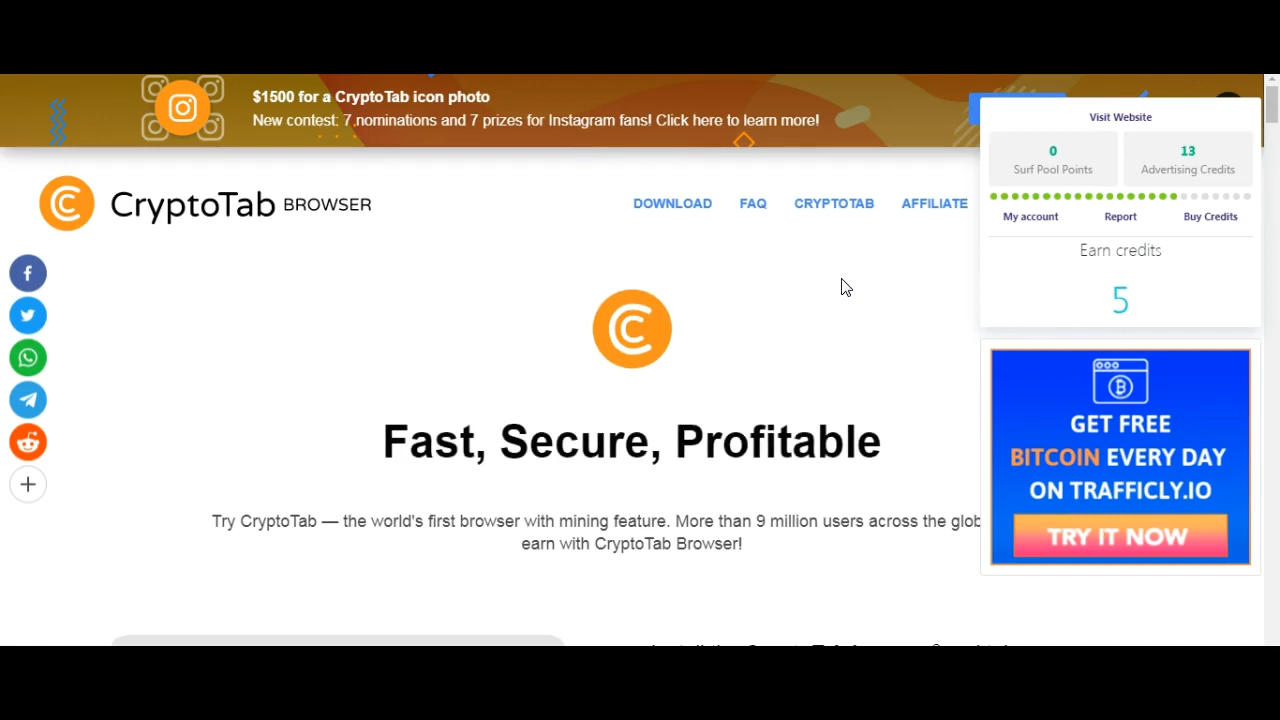 $1500 for a CryptoTab icon photo
New contest: 7 nominations and 7 prizes for Instagram fans! Click here to learn more!
CryptoTab BROWSER
DOWNLOAD
FAQ
CRYPTOTAB
AFFILIATE
Fast, Secure, Profitable
Try CryptoTab — the world's first browser with mining feature. More than 9 million users across the glob
earn with CryptoTab Browser!
Visit Website
0
Surf Pool Points
13
Advertising Credits
My account
Report
Buy Credits
Earn credits
5
GET FREE
BITCOIN EVERY DAY
ON TRAFFICLY.IO
TRY IT NOW